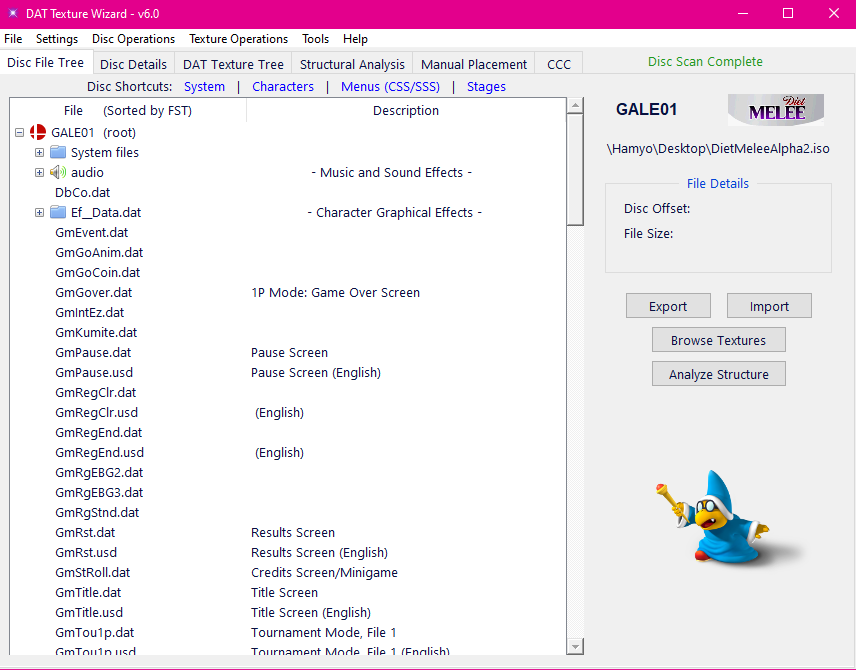 DAT Texture Wizard - v6.0
File Settings Disc Operations Texture Operations Tools Help
Disc File Tree Disc Details DAT Texture Tree Structural Analysis Manual Placement CCC
Disc Scan Complete
Disc Shortcuts: System | Characters | Menus (CSS/SSS) | Stages
File (Sorted by FST) Description
GALE01 (root)
System files
audio - Music and Sound Effects -
DbCo.dat
Ef__Data.dat - Character Graphical Effects -
GmEvent.dat
GmGoAnim.dat
GmGoCoin.dat
GmGover.dat 1P Mode: Game Over Screen
GmIntEz.dat
GmKumite.dat
GmPause.dat Pause Screen
GmPause.usd Pause Screen (English)
GmRegClr.dat
GmRegClr.usd (English)
GmRegEnd.dat
GmRegEnd.usd (English)
GmRgEBG2.dat
GmRgEBG3.dat
GmRgStnd.dat
GmRst.dat Results Screen
GmRst.usd Results Screen (English)
GmStRoll.dat Credits Screen/Minigame
GmTitle.dat Title Screen
GmTitle.usd Title Screen (English)
GmTou1p.dat Tournament Mode, File 1
GmTou1p.usd Tournament Mode, File 1 (English)
GALE01
Diet
MELEE
\Hamyo\Desktop\DietMeleeAlpha2.iso
File Details
Disc Offset:
File Size:
Export Import
Browse Textures
Analyze Structure